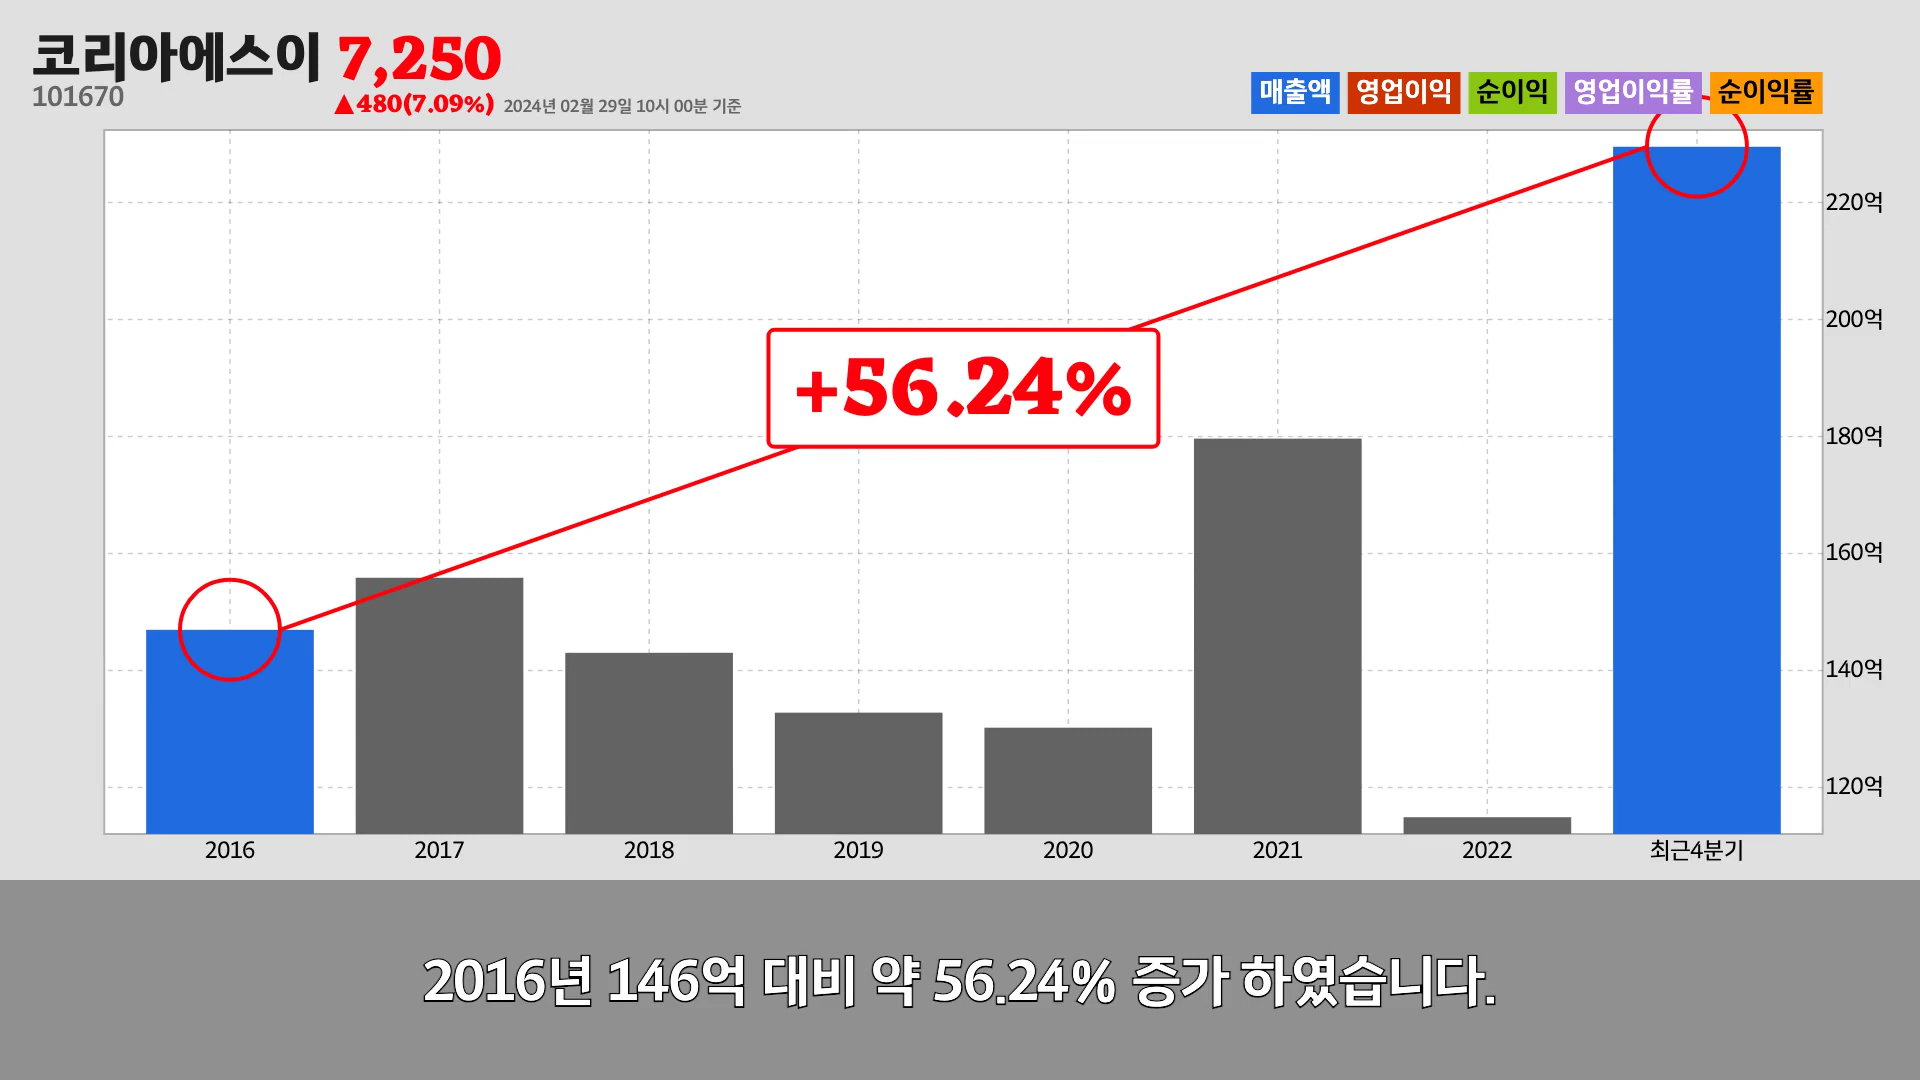 코리아에스이 7,250
101670
▲480(7.09%) 2024년 02월 29일 10시 00분 기준
매출액 영업이익 순이익 영업이익률 순이익률
220억
200억
+56.24%
180억
160억
140억
120억
2016 2017 2018 2019 2020 2021 2022 최근4분기
2016년 146억 대비 약 56.24% 증가 하였습니다.